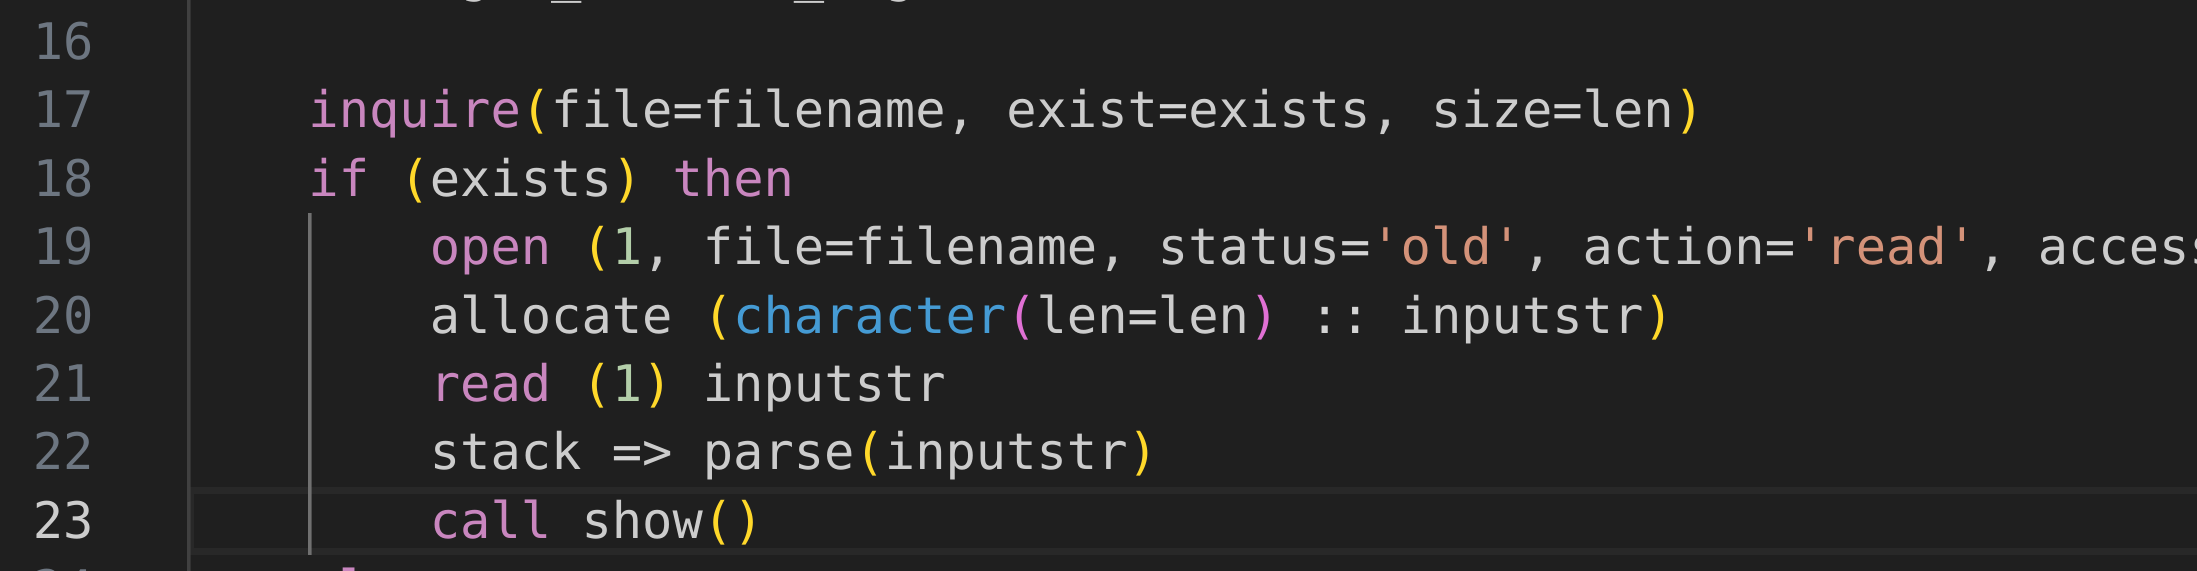 16
17 inquire(file=filename, exist=exists, size=len)
18 if (exists) then
19 open (1, file=filename, status='old', action='read', access
20 allocate (character(len=len) :: inputstr)
21 read (1) inputstr
22 stack => parse(inputstr)
23 call show()